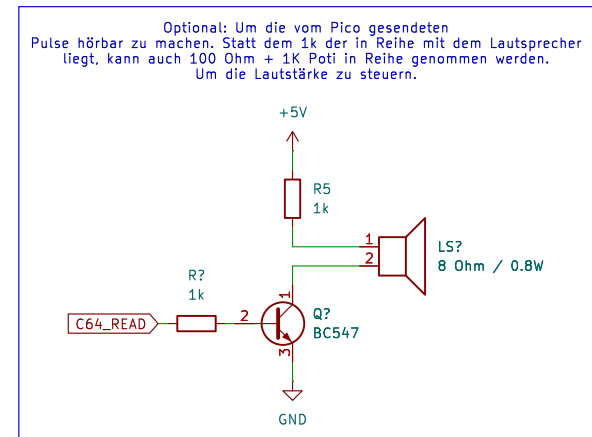 Optional: Um die vom Pico gesendeten
Pulse hörbar zu machen. Statt dem 1k der in Reihe mit dem Lautsprecher
liegt, kann auch 100 Ohm + 1K Poti in Reihe genommen werden.
Um die Lautstärke zu steuern.
+5V
R5
1k
1
2
LS?
8 Ohm / 0.8W
R?
1k
C64_READ
2
1
Q?
BC547
3
GND